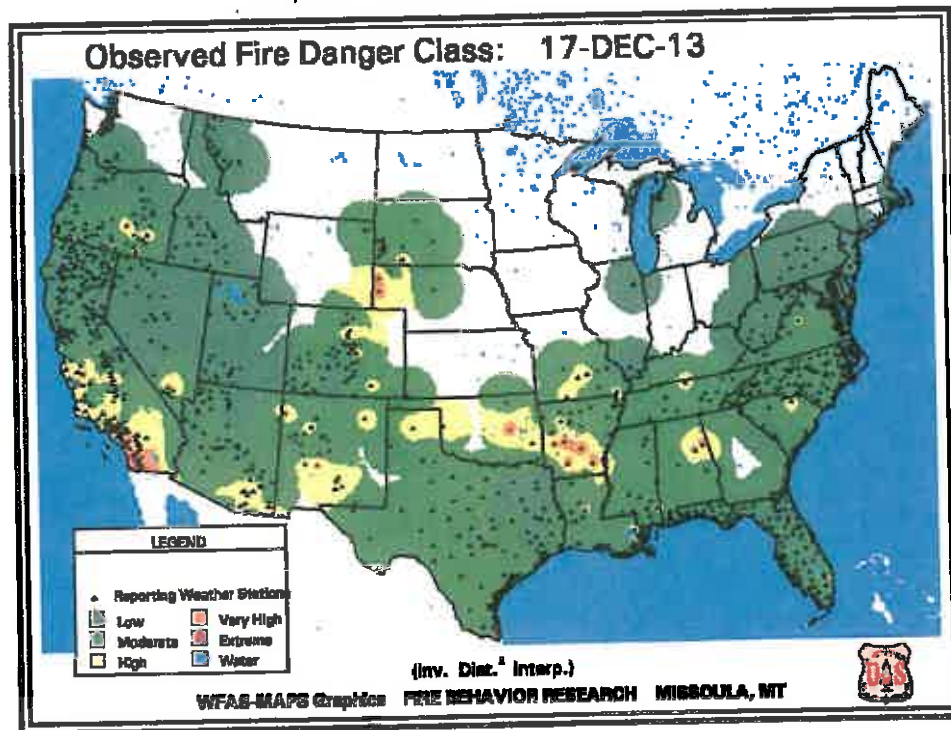 Observed Fire Danger Class: 17-DEC-13
LEGEND
Reporting Weather Stations
Low
Moderate
High
Very High
Extreme
Water
(Inv. Dist.² Interp.)
WFAS-MAPS Graphics FIRE BEHAVIOR RESEARCH MISSOULA, MT
US